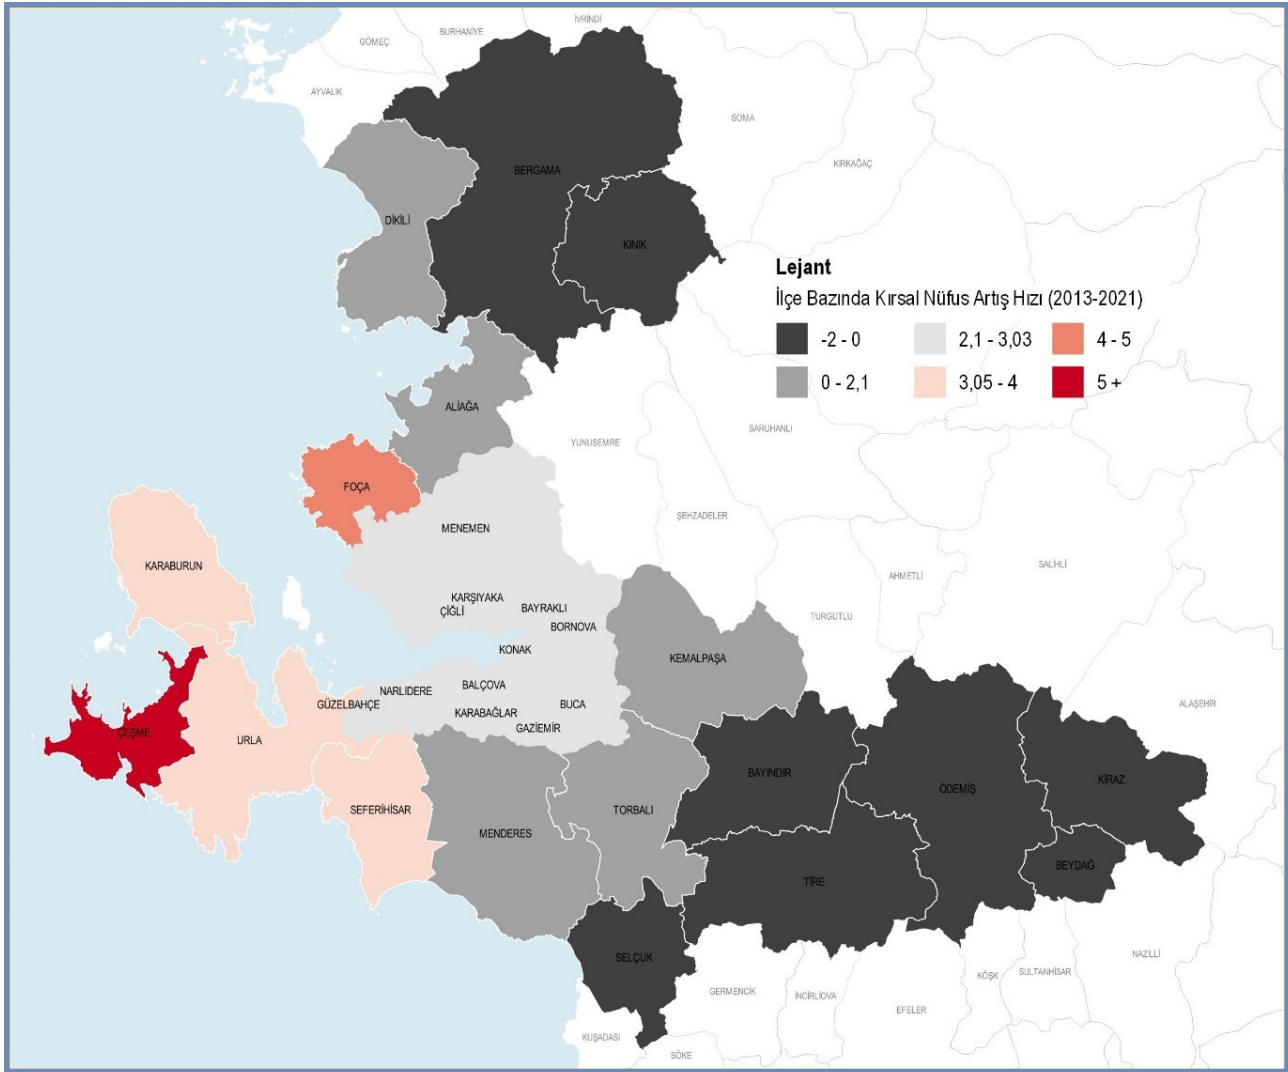 İVRİNDİ
BURHANİYE
GÖMEÇ
AYVALIK
SOMA
KIRKAĞAÇ
BERGAMA
DİKİLİ
KINIK
Lejant
İlçe Bazında Kırsal Nüfus Artış Hızı (2013-2021)
-2 - 0
2,1 - 3,03
4 - 5
0 - 2,1
3,05 - 4
5 +
ALİAĞA
SARUHANLI
YUNUSEMRE
FOÇA
ŞEHZADELER
MENEMEN
KARABURUN
SALİHLİ
AHMETLİ
KARŞIYAKA
ÇİĞLİ
BAYRAKLI
TURGUTLU
BORNOVA
KONAK
KEMALPAŞA
NARLIDERE
BALÇOVA
GÜZELBAHÇE
BUCA
KARABAĞLAR
GAZİEMİR
ALAŞEHİR
ÇEŞME
URLA
BAYINDIR
KİRAZ
ÖDEMİŞ
SEFERİHİSAR
TORBALI
MENDERES
BEYDAĞ
TİRE
NAZİLLİ
SELÇUK
KÖŞK
SULTANHİSAR
GERMENCİK
İNCİRLİOVA
EFELER
KUŞADASI
SÖKE